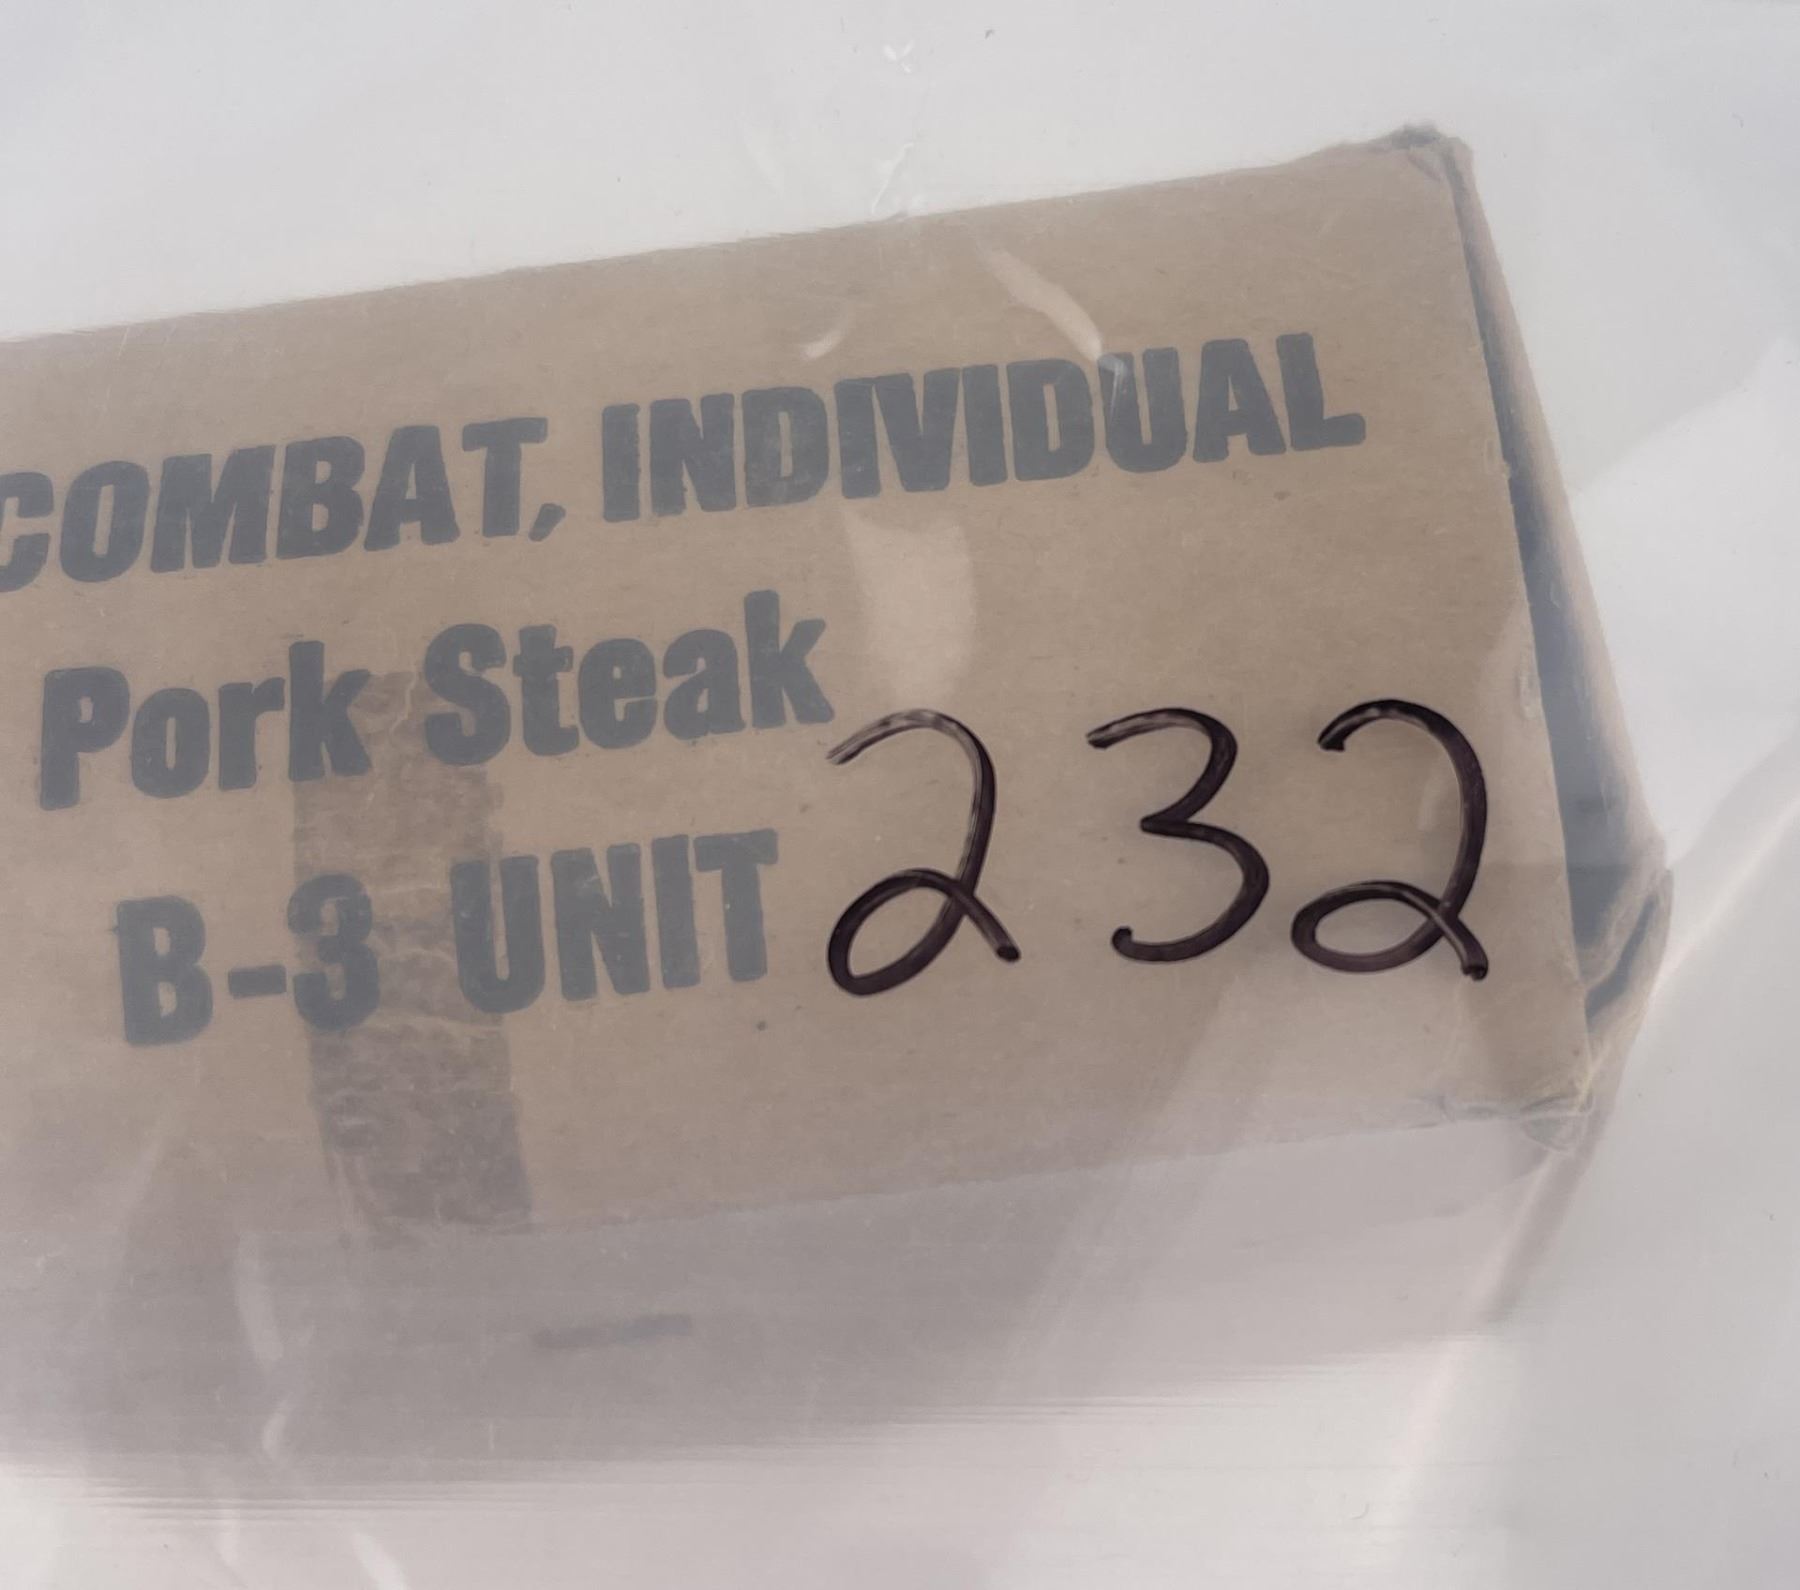 COMBAT, INDIVIDUAL
Pork Steak
B-3 UNIT
232